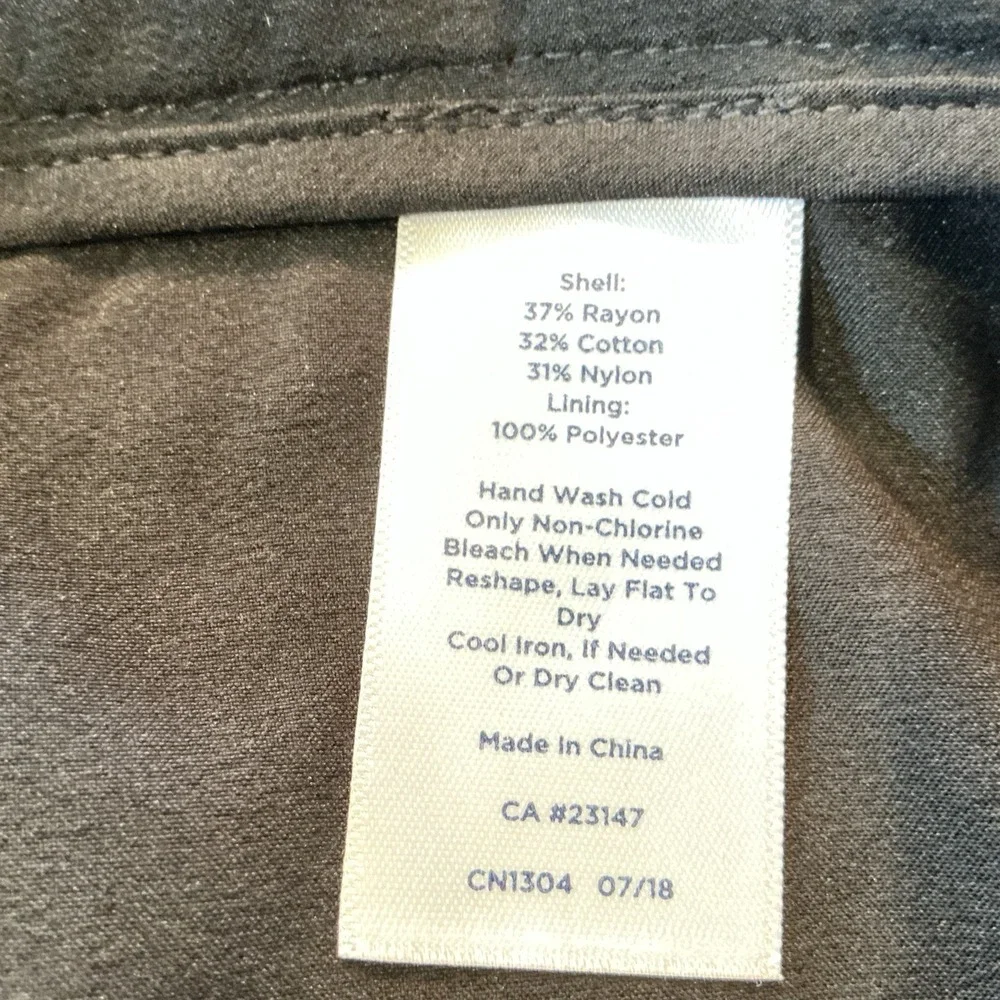 Shell:
37% Rayon
32% Cotton
31% Nylon
Lining:
100% Polyester
Hand Wash Cold
Only Non-Chlorine
Bleach When Needed
Reshape, Lay Flat To
Dry
Cool Iron, If Needed
Or Dry Clean
Made In China
CA #23147
CN1304 07/18